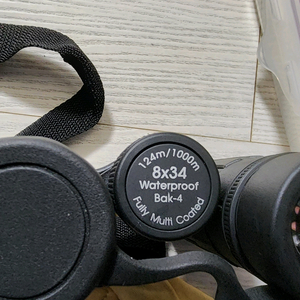 124m/1000m
8x34
Waterproof
Bak-4
Fully Multi Coated